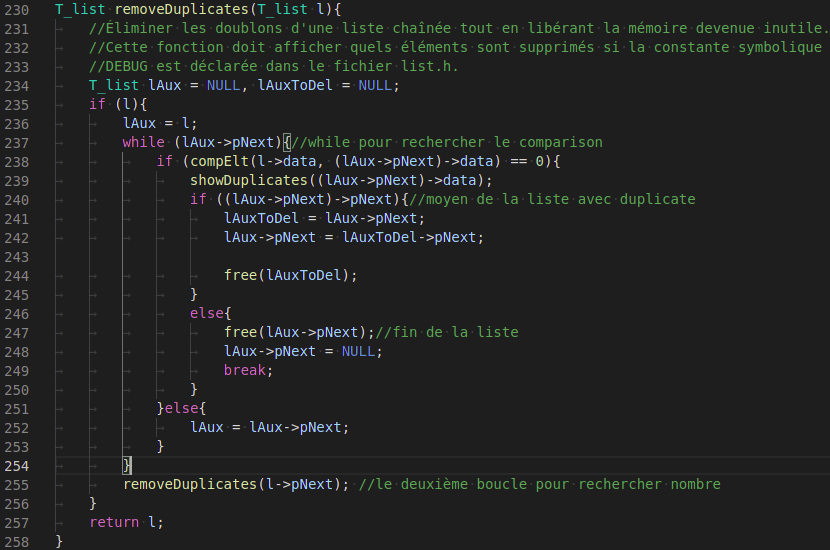 230 T_list removeDuplicates(T_list l){
231 //Éliminer les doublons d'une liste chaînée tout en libérant la mémoire devenue inutile.
232 //Cette fonction doit afficher quels éléments sont supprimés si la constante symbolique
233 //DEBUG est déclarée dans le fichier list.h.
234 T_list lAux = NULL, lAuxToDel = NULL;
235 if (l){
236 lAux = l;
237 while (lAux->pNext){//while pour rechercher le comparison
238 if (compElt(l->data, (lAux->pNext)->data) == 0){
239 showDuplicates((lAux->pNext)->data);
240 if ((lAux->pNext)->pNext){//moyen de la liste avec duplicate
241 lAuxToDel = lAux->pNext;
242 lAux->pNext = lAuxToDel->pNext;
243
244 free(lAuxToDel);
245 }
246 else{
247 free(lAux->pNext);//fin de la liste
248 lAux->pNext = NULL;
249 break;
250 }
251 }else{
252 lAux = lAux->pNext;
253 }
254 }
255 removeDuplicates(l->pNext); //le deuxième boucle pour rechercher nombre
256 }
257 return l;
258 }